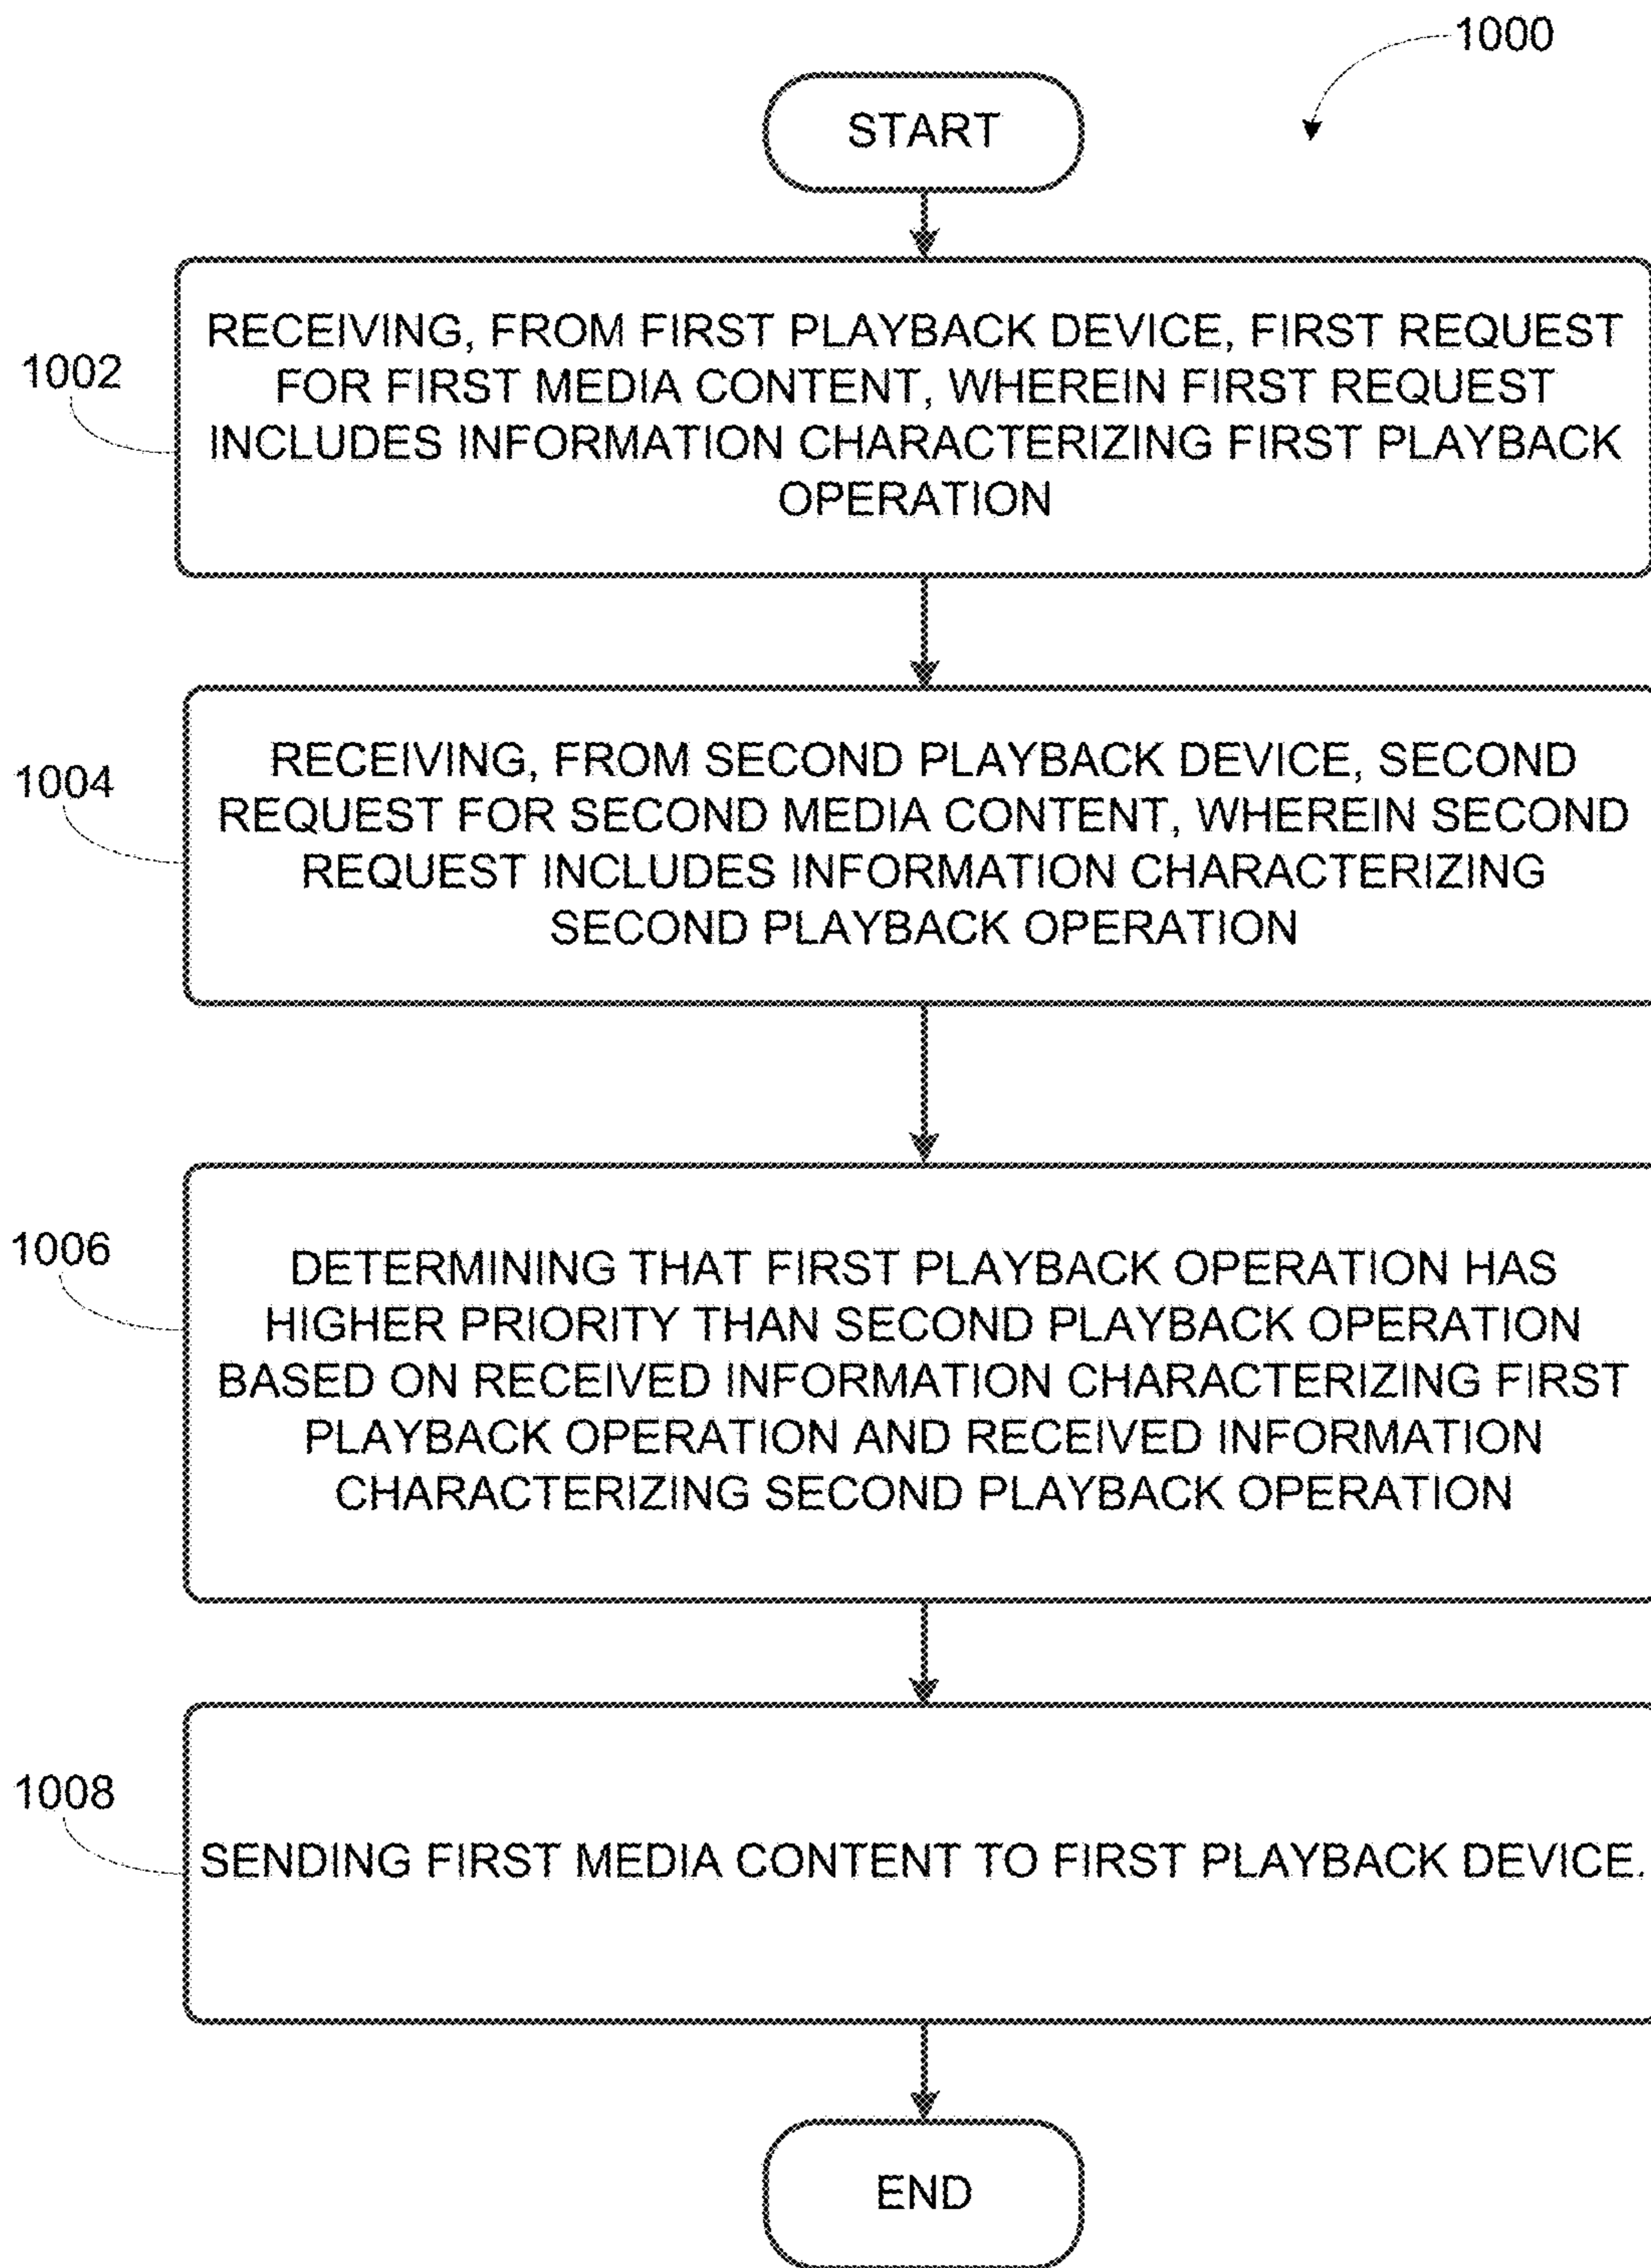 1000
START
1002
RECEIVING, FROM FIRST PLAYBACK DEVICE, FIRST REQUEST
FOR FIRST MEDIA CONTENT, WHEREIN FIRST REQUEST
INCLUDES INFORMATION CHARACTERIZING FIRST PLAYBACK
OPERATION
1004
RECEIVING, FROM SECOND PLAYBACK DEVICE, SECOND
REQUEST FOR SECOND MEDIA CONTENT, WHEREIN SECOND
REQUEST INCLUDES INFORMATION CHARACTERIZING
SECOND PLAYBACK OPERATION
1006
DETERMINING THAT FIRST PLAYBACK OPERATION HAS
HIGHER PRIORITY THAN SECOND PLAYBACK OPERATION
BASED ON RECEIVED INFORMATION CHARACTERIZING FIRST
PLAYBACK OPERATION AND RECEIVED INFORMATION
CHARACTERIZING SECOND PLAYBACK OPERATION
1008
SENDING FIRST MEDIA CONTENT TO FIRST PLAYBACK DEVICE.
END